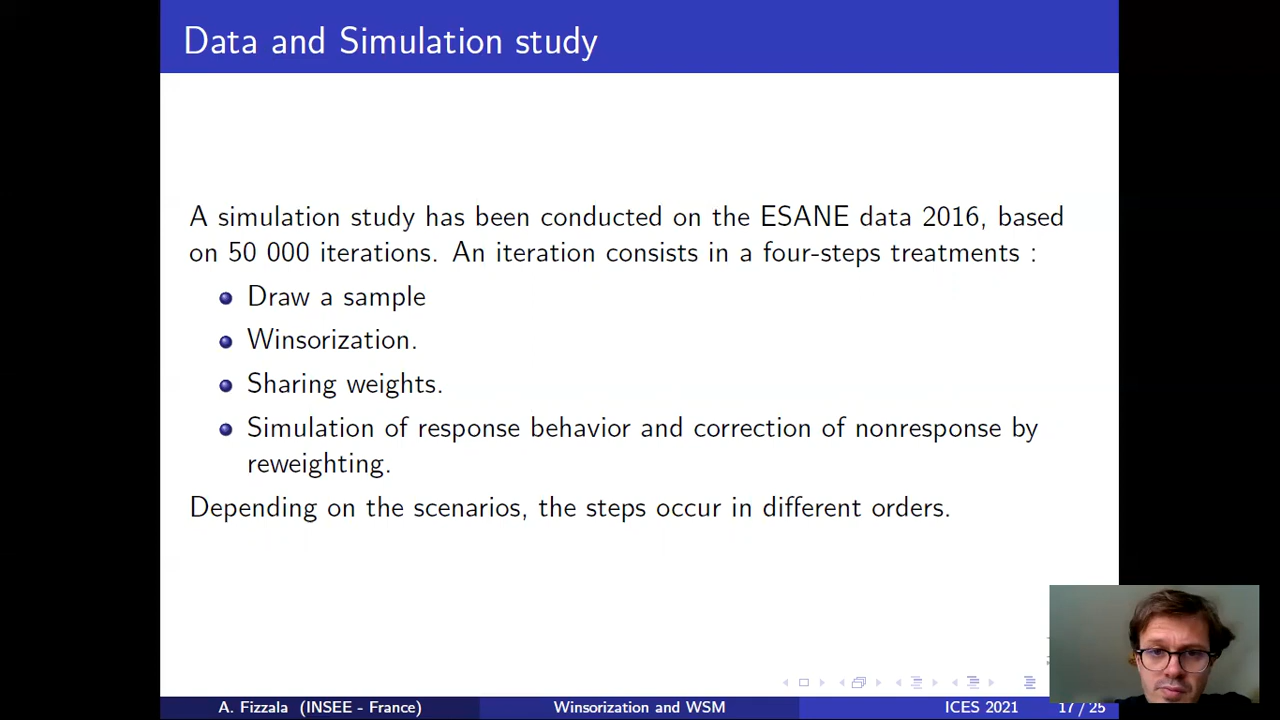 Data and Simulation study
A simulation study has been conducted on the ESANE data 2016, based
on 50 000 iterations. An iteration consists in a four-steps treatments :
Draw a sample
Winsorization.
Sharing weights.
Simulation of response behavior and correction of nonresponse by
reweighting.
Depending on the scenarios, the steps occur in different orders.
A. Fizzala (INSEE - France) Winsorization and WSM ICES 2021 17 / 25